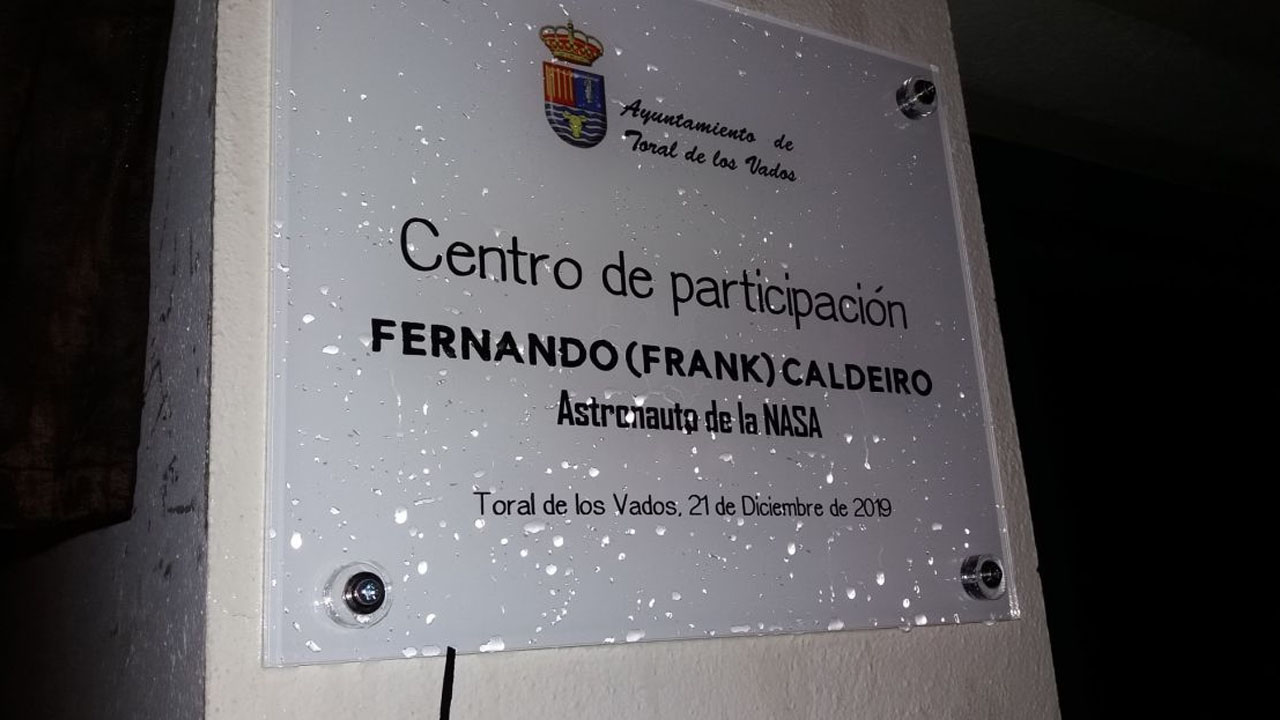 Ayuntamiento de
Toral de los Vados
Centro de participación
FERNANDO (FRANK) CALDEIRO
Astronauta de la NASA
Toral de los Vados, 21 de Diciembre de 2019